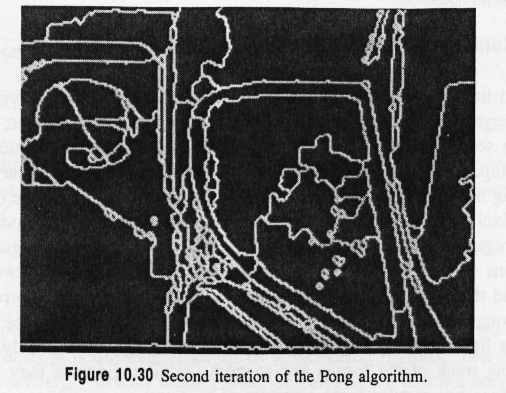 Figure 10.30 Second iteration of the Pong algorithm.